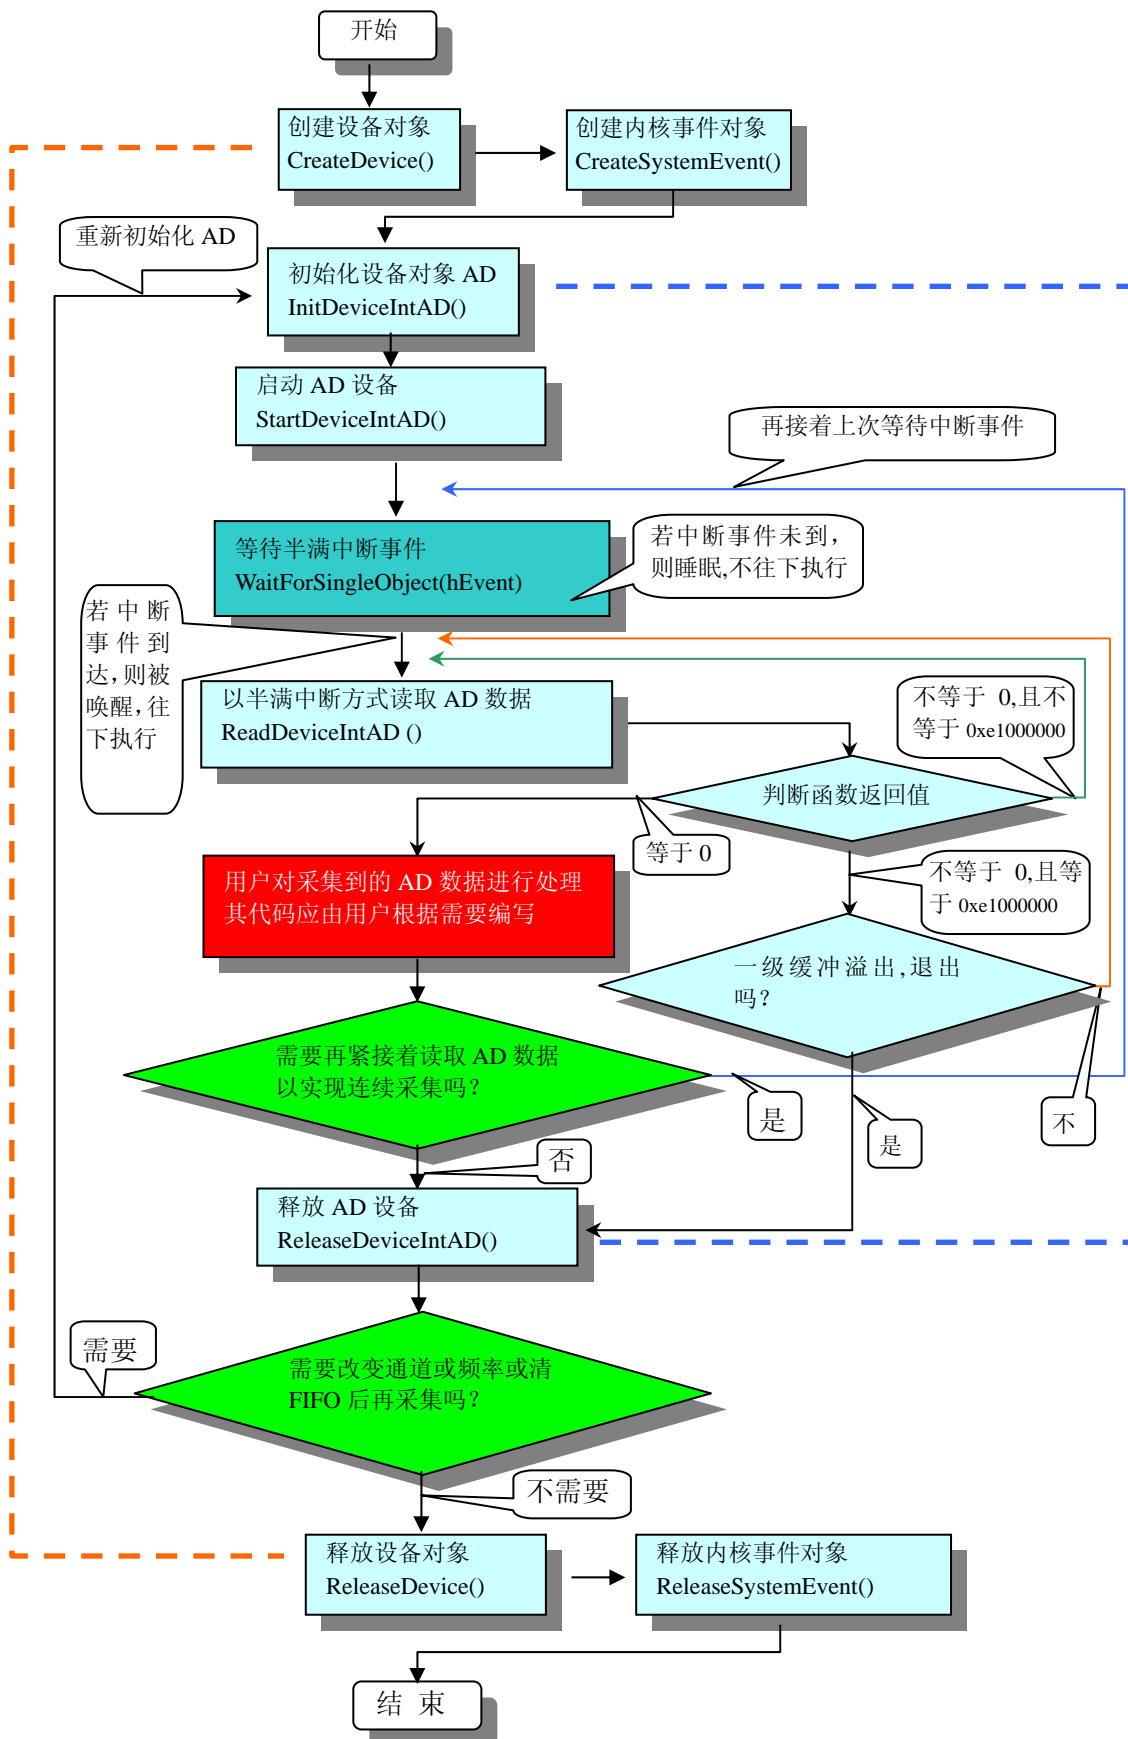 开始
创建设备对象
CreateDevice()
创建内核事件对象
CreateSystemEvent()
重新初始化 AD
初始化设备对象 AD
InitDeviceIntAD()
启动 AD 设备
StartDeviceIntAD()
再接着上次等待中断事件
等待半满中断事件
WaitForSingleObject(hEvent)
若中断事件未到，
则睡眠,不往下执行
若中断
事件到
达,则被
唤醒,往
下执行
以半满中断方式读取 AD 数据
ReadDeviceIntAD ()
不等于 0,且不
等于 0xe1000000
判断函数返回值
等于 0
不等于 0,且等
于 0xe1000000
用户对采集到的 AD 数据进行处理
其代码应由用户根据需要编写
一级缓冲溢出,退出
吗？
需要再紧接着读取 AD 数据
以实现连续采集吗？
是
是
不
否
释放 AD 设备
ReleaseDeviceIntAD()
需要
需要改变通道或频率或清
FIFO 后再采集吗？
不需要
释放设备对象
ReleaseDevice()
释放内核事件对象
ReleaseSystemEvent()
结 束